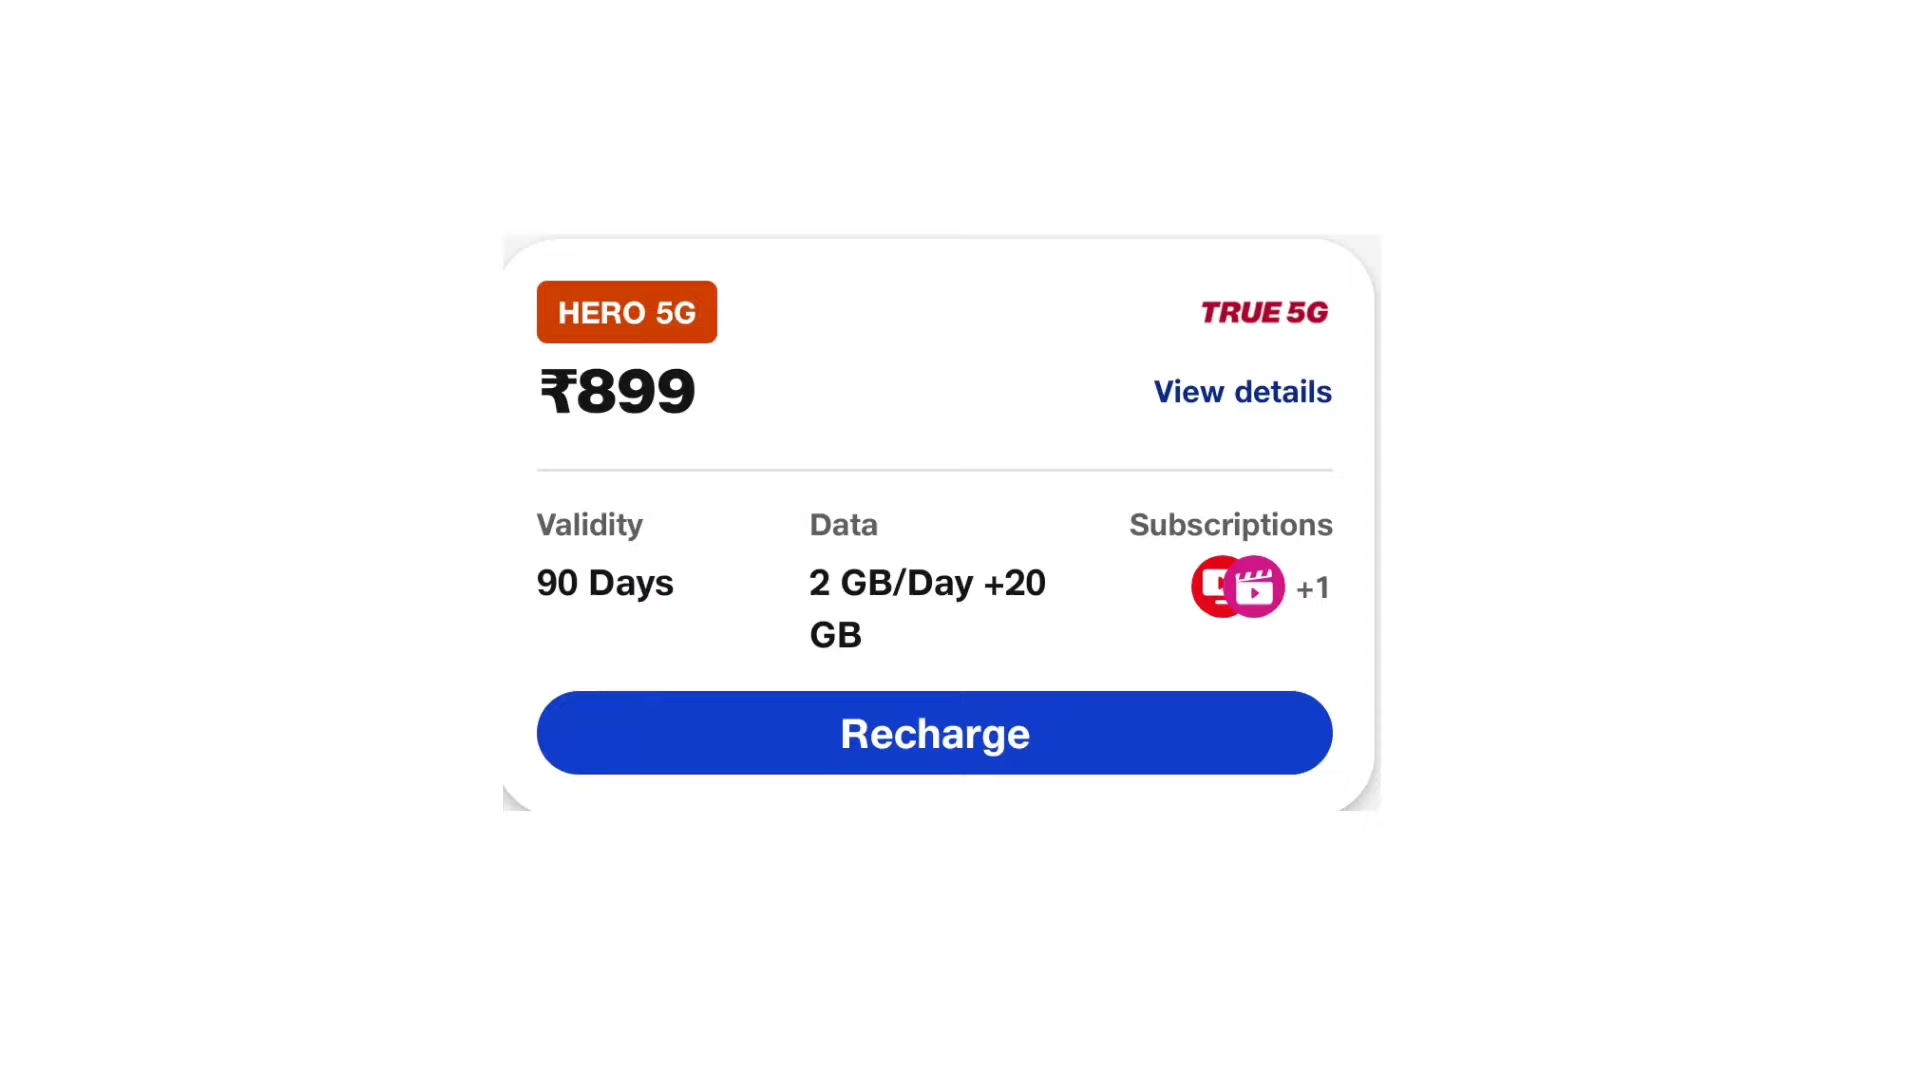 HERO 5G
TRUE 5G
₹899
View details
Validity
Data
Subscriptions
90 Days
2 GB/Day +20
GB
+1
Recharge